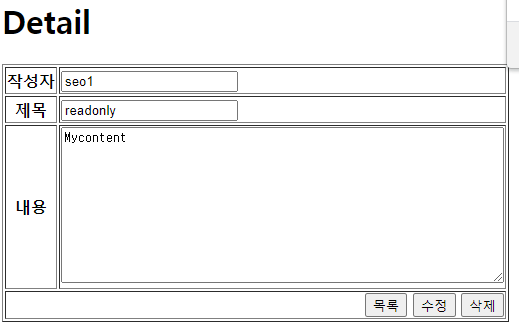 Detail
작성자 seo1
제목 readonly
내용 Mycontent
목록 수정 삭제